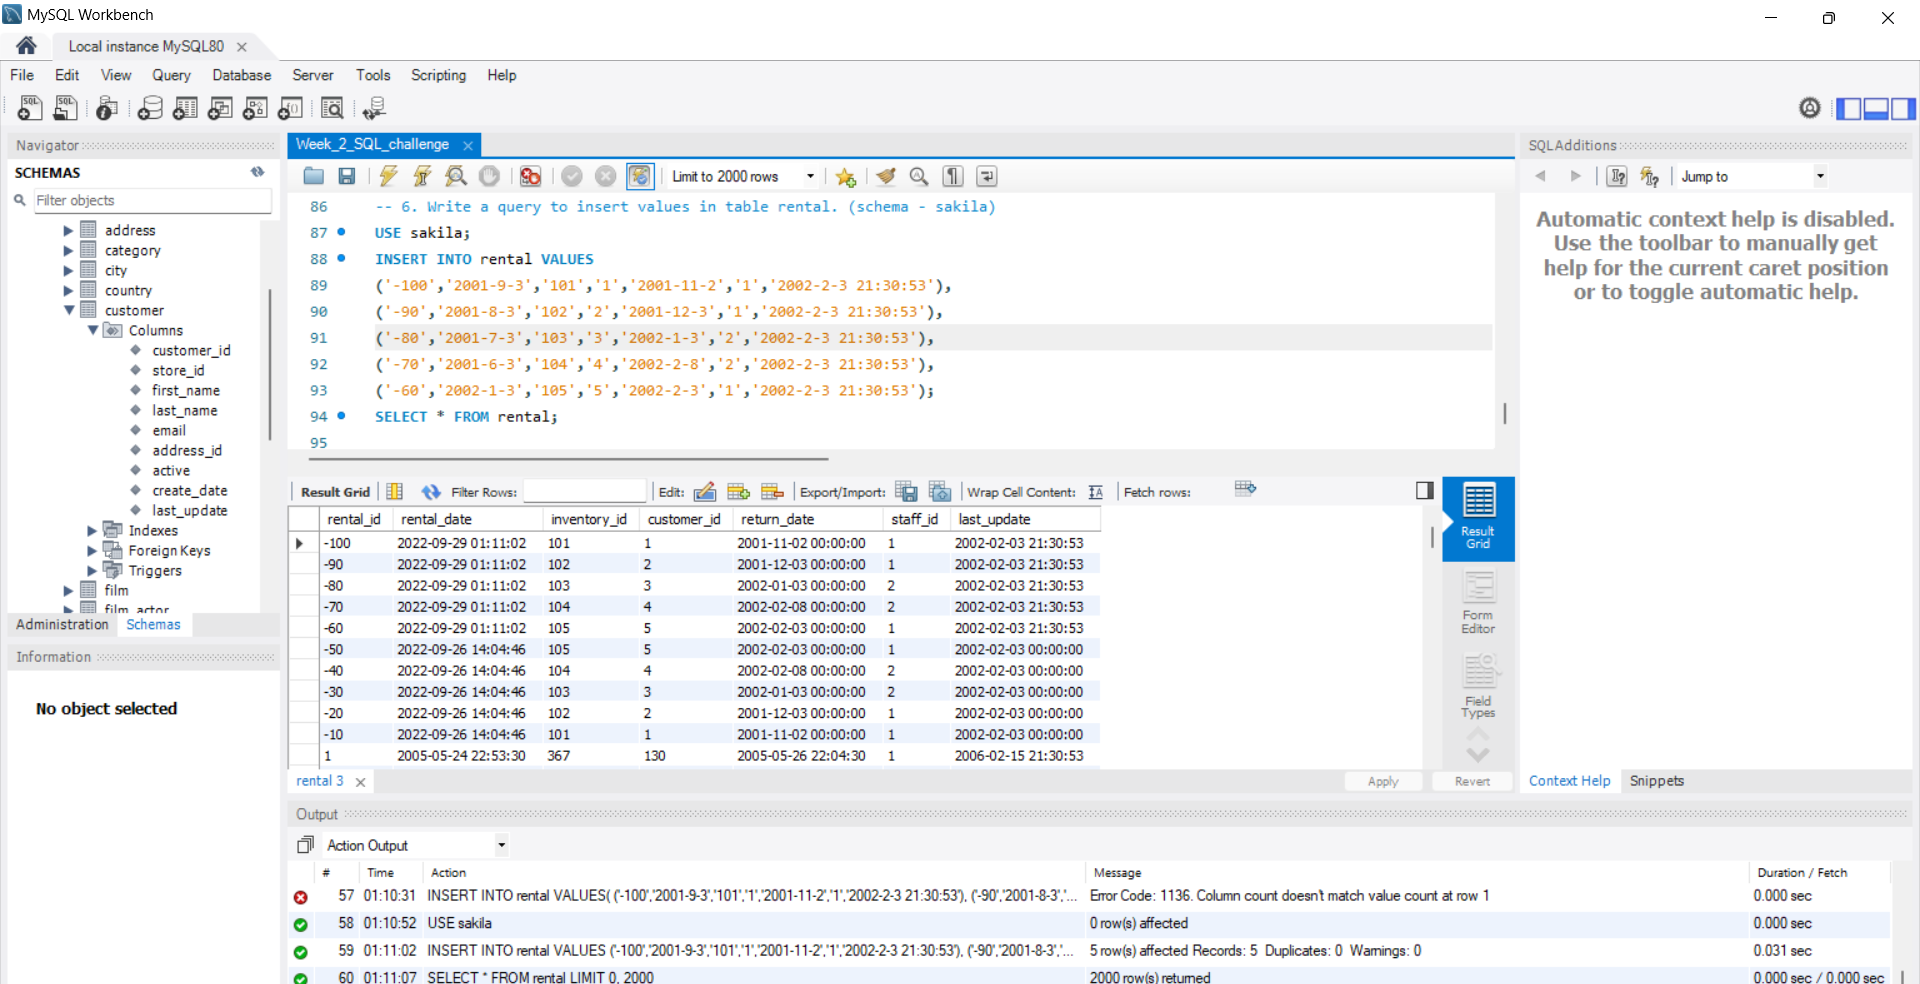 MySQL Workbench
Local instance MySQL80
File Edit View Query Database Server Tools Scripting Help
Navigator
SCHEMAS
Filter objects
address
category
city
country
customer
Columns
customer_id
store_id
first_name
last_name
email
address_id
active
create_date
last_update
Indexes
Foreign Keys
Triggers
film
film_actor
Administration Schemas
Information
No object selected
Week_2_SQL_challenge
Limit to 2000 rows
86 -- 6. Write a query to insert values in table rental. (schema - sakila)
87 USE sakila;
88 INSERT INTO rental VALUES
89 ('-100','2001-9-3','101','1','2001-11-2','1','2002-2-3 21:30:53'),
90 ('-90','2001-8-3','102','2','2001-12-3','1','2002-2-3 21:30:53'),
91 ('-80','2001-7-3','103','3','2002-1-3','2','2002-2-3 21:30:53'),
92 ('-70','2001-6-3','104','4','2002-2-8','2','2002-2-3 21:30:53'),
93 ('-60','2002-1-3','105','5','2002-2-3','1','2002-2-3 21:30:53');
94 SELECT * FROM rental;
95
Result Grid Filter Rows: Edit: Export/Import: Wrap Cell Content: Fetch rows:
rental_id rental_date inventory_id customer_id return_date staff_id last_update
-100 2022-09-29 01:11:02 101 1 2001-11-02 00:00:00 1 2002-02-03 21:30:53
-90 2022-09-29 01:11:02 102 2 2001-12-03 00:00:00 1 2002-02-03 21:30:53
-80 2022-09-29 01:11:02 103 3 2002-01-03 00:00:00 2 2002-02-03 21:30:53
-70 2022-09-29 01:11:02 104 4 2002-02-08 00:00:00 2 2002-02-03 21:30:53
-60 2022-09-29 01:11:02 105 5 2002-02-03 00:00:00 1 2002-02-03 21:30:53
-50 2022-09-26 14:04:46 105 5 2002-02-03 00:00:00 1 2002-02-03 00:00:00
-40 2022-09-26 14:04:46 104 4 2002-02-08 00:00:00 2 2002-02-03 00:00:00
-30 2022-09-26 14:04:46 103 3 2002-01-03 00:00:00 2 2002-02-03 00:00:00
-20 2022-09-26 14:04:46 102 2 2001-12-03 00:00:00 1 2002-02-03 00:00:00
-10 2022-09-26 14:04:46 101 1 2001-11-02 00:00:00 1 2002-02-03 00:00:00
1 2005-05-24 22:53:30 367 130 2005-05-26 22:04:30 1 2006-02-15 21:30:53
Result
Grid
Form
Editor
Field
Types
rental 3
Apply Revert
SQLAdditions
Jump to
Automatic context help is disabled.
Use the toolbar to manually get
help for the current caret position
or to toggle automatic help.
Context Help Snippets
Output
Action Output
# Time Action Message Duration / Fetch
57 01:10:31 INSERT INTO rental VALUES( ('-100','2001-9-3','101','1','2001-11-2','1','2002-2-3 21:30:53'), ('-90','2001-8-3','... Error Code: 1136. Column count doesn't match value count at row 1 0.000 sec
58 01:10:52 USE sakila 0 row(s) affected 0.000 sec
59 01:11:02 INSERT INTO rental VALUES ('-100','2001-9-3','101','1','2001-11-2','1','2002-2-3 21:30:53'), ('-90','2001-8-3','... 5 row(s) affected Records: 5 Duplicates: 0 Warnings: 0 0.031 sec
60 01:11:07 SELECT * FROM rental LIMIT 0, 2000 2000 row(s) returned 0.000 sec / 0.000 sec